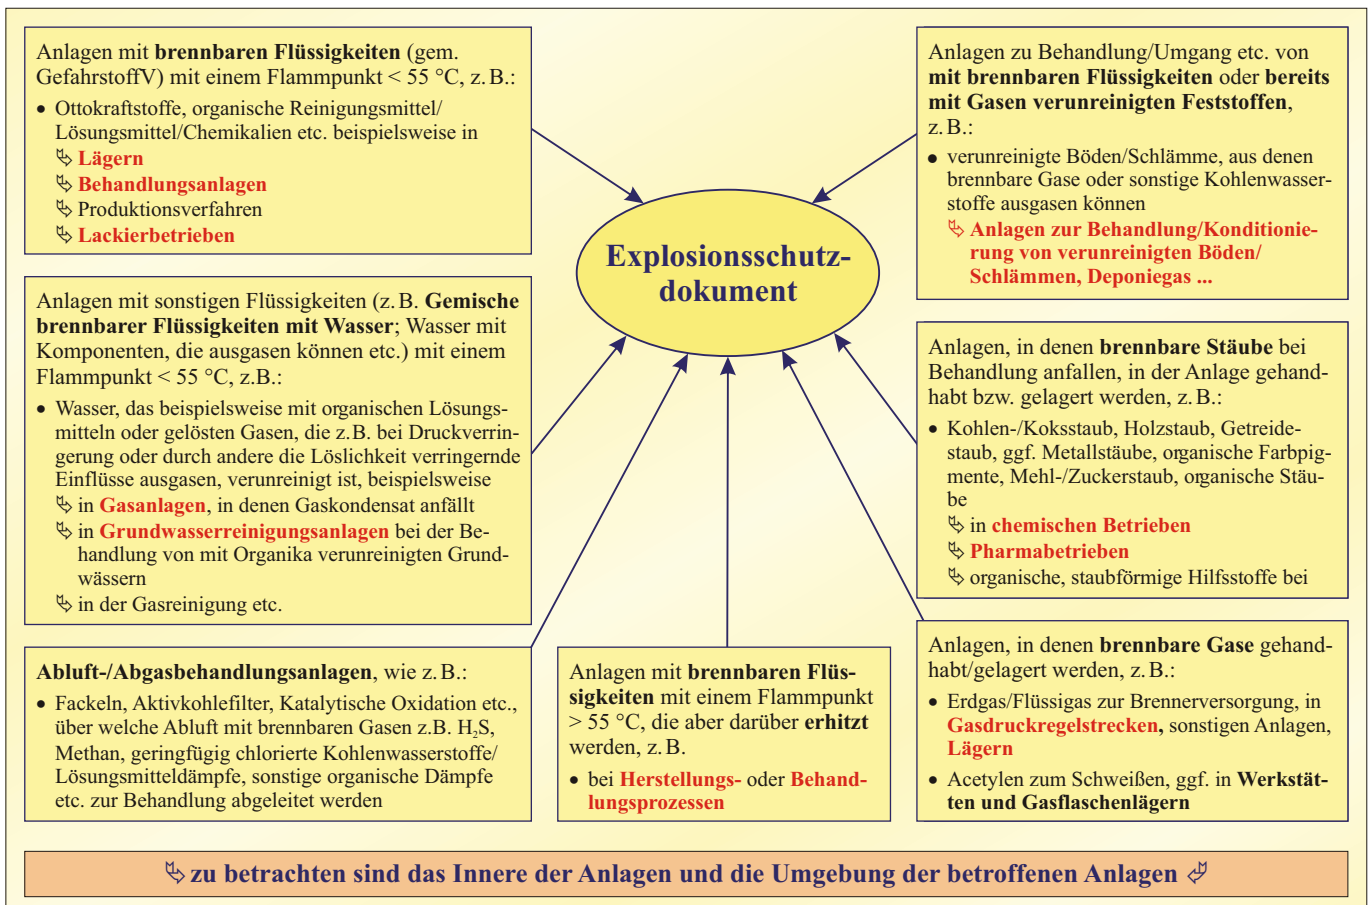 Anlagen mit brennbaren Flüssigkeiten (gem.
GefahrstoffV) mit einem Flammpunkt < 55 °C, z.B.:
• Ottokraftstoffe, organische Reinigungsmittel/
Lösungsmittel/Chemikalien etc. beispielsweise in
↳ Lägern
↳ Behandlungsanlagen
↳ Produktionsverfahren
↳ Lackierbetrieben
Anlagen mit sonstigen Flüssigkeiten (z.B. Gemische
brennbarer Flüssigkeiten mit Wasser; Wasser mit
Komponenten, die ausgasen können etc.) mit einem
Flammpunkt < 55 °C, z.B.:
• Wasser, das beispielsweise mit organischen Lösungs-
mitteln oder gelösten Gasen, die z.B. bei Druckverrin-
gerung oder durch andere die Löslichkeit verringernde
Einflüsse ausgasen, verunreinigt ist, beispielsweise
↳ in Gasanlagen, in denen Gaskondensat anfällt
↳ in Grundwasserreinigungsanlagen bei der Be-
handlung von mit Organika verunreinigten Grund-
wässern
↳ in der Gasreinigung etc.
Abluft-/Abgasbehandlungsanlagen, wie z.B.:
• Fackeln, Aktivkohlefilter, Katalytische Oxidation etc.,
über welche Abluft mit brennbaren Gasen z.B. H₂S,
Methan, geringfügig chlorierte Kohlenwasserstoffe/
Lösungsmitteldämpfe, sonstige organische Dämpfe
etc. zur Behandlung abgeleitet werden
Explosionsschutz-
dokument
Anlagen mit brennbaren Flüs-
sigkeiten mit einem Flammpunkt
> 55 °C, die aber darüber erhitzt
werden, z.B.
• bei Herstellungs- oder Behand-
lungsprozessen
Anlagen zu Behandlung/Umgang etc. von
mit brennbaren Flüssigkeiten oder bereits
mit Gasen verunreinigten Feststoffen,
z.B.:
• verunreinigte Böden/Schlämme, aus denen
brennbare Gase oder sonstige Kohlenwasser-
stoffe ausgasen können
↳ Anlagen zur Behandlung/Konditionie-
rung von verunreinigten Böden/
Schlämmen, Deponiegas ...
Anlagen, in denen brennbare Stäube bei
Behandlung anfallen, in der Anlage gehand-
habt bzw. gelagert werden, z.B.:
• Kohlen-/Koksstaub, Holzstaub, Getreide-
staub, ggf. Metallstäube, organische Farbpig-
mente, Mehl-/Zuckerstaub, organische Stäu-
be
↳ in chemischen Betrieben
↳ Pharmabetrieben
↳ organische, staubförmige Hilfsstoffe bei
Anlagen, in denen brennbare Gase gehand-
habt/gelagert werden, z.B.:
• Erdgas/Flüssigas zur Brennerversorgung, in
Gasdruckregelstrecken, sonstigen Anlagen,
Lägern
• Acetylen zum Schweißen, ggf. in Werkstät-
ten und Gasflaschenlägern
↳ zu betrachten sind das Innere der Anlagen und die Umgebung der betroffenen Anlagen ↲